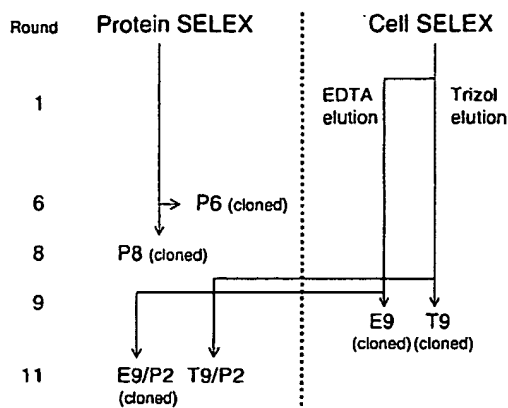 Round Protein SELEX Cell SELEX
1 EDTA elution Trizol elution
6 P6 (cloned)
8 P8 (cloned)
9 E9 (cloned) T9 (cloned)
11 E9/P2 (cloned) T9/P2